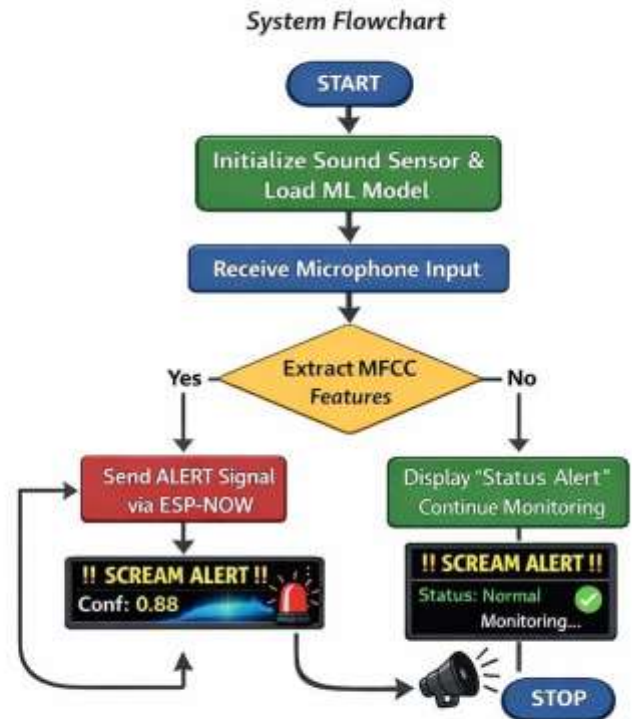 System Flowchart
START
Initialize Sound Sensor &
Load ML Model
Receive Microphone Input
Extract MFCC
Features
Yes
No
Send ALERT Signal
via ESP-NOW
!! SCREAM ALERT !!
Conf: 0.88
Display "Status Alert"
Continue Monitoring
!! SCREAM ALERT !!
Status: Normal
Monitoring...
STOP